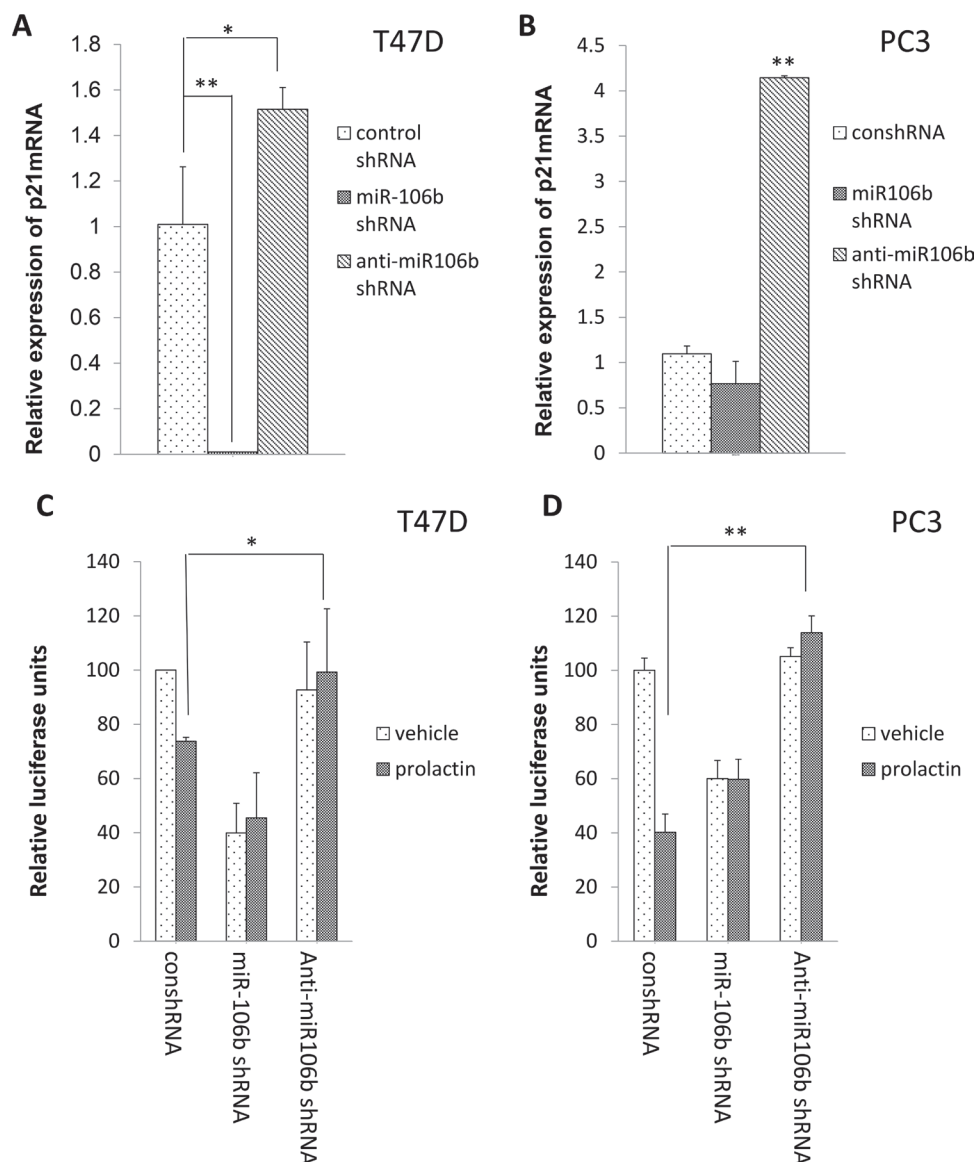 A
T47D
Relative expression of p21mRNA
1.8
1.6
1.4
1.2
1
0.8
0.6
0.4
0.2
0
*
**
control
shRNA
miR-106b
shRNA
anti-miR106b
shRNA
B
PC3
Relative expression of p21mRNA
4.5
4
3.5
3
2.5
2
1.5
1
0.5
0
**
conshRNA
miR106b
shRNA
anti-miR106b
shRNA
C
T47D
Relative luciferase units
140
120
100
80
60
40
20
0
*
vehicle
prolactin
conshRNA
miR-106b shRNA
Anti-miR106b shRNA
D
PC3
Relative luciferase units
140
120
100
80
60
40
20
0
**
vehicle
prolactin
conshRNA
miR-106b shRNA
Anti-miR106b shRNA